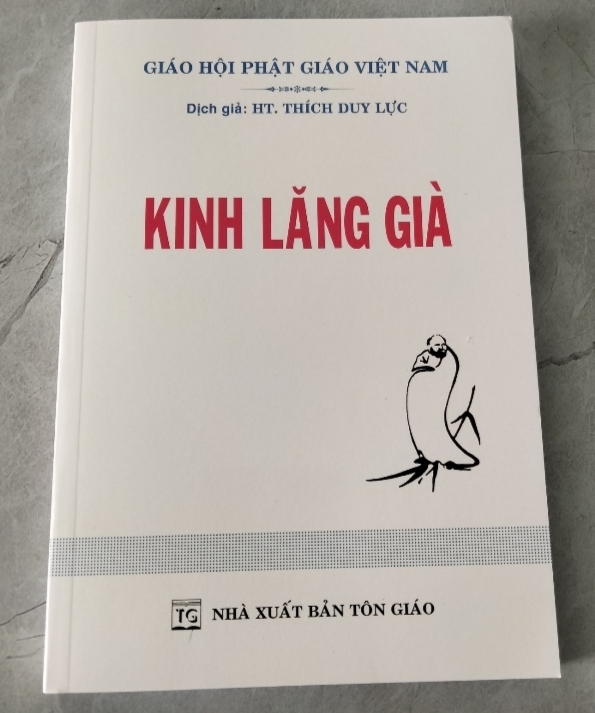 GIÁO HỘI PHẬT GIÁO VIỆT NAM
Dịch giả: HT. THÍCH DUY LỰC
KINH LĂNG GIÀ
TG NHÀ XUẤT BẢN TÔN GIÁO